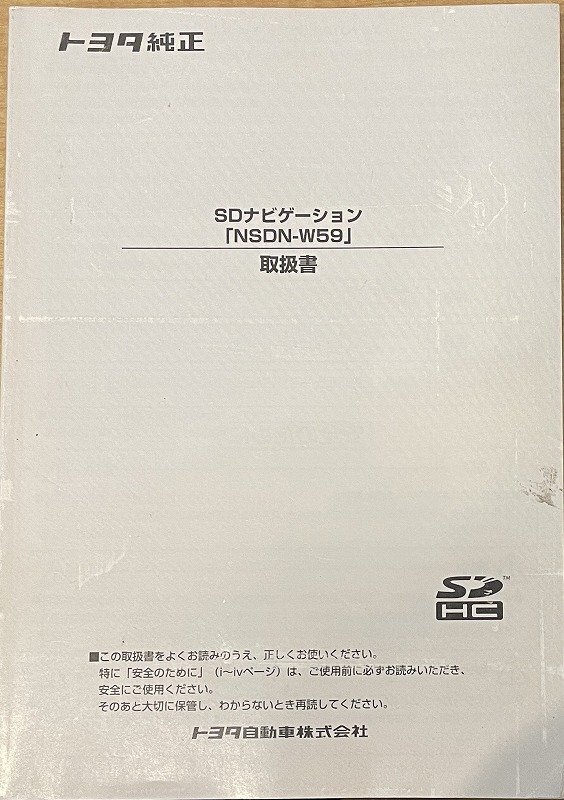 トヨタ純正
SDナビゲーション
「NSDN-W59」
取扱書
SD™
HC
■この取扱書をよくお読みのうえ、正しくお使いください。
特に「安全のために」（i〜ivページ）は、ご使用前に必ずお読みいただき、
安全にご使用ください。
そのあと大切に保管し、わからないとき再読してください。
トヨタ自動車株式会社